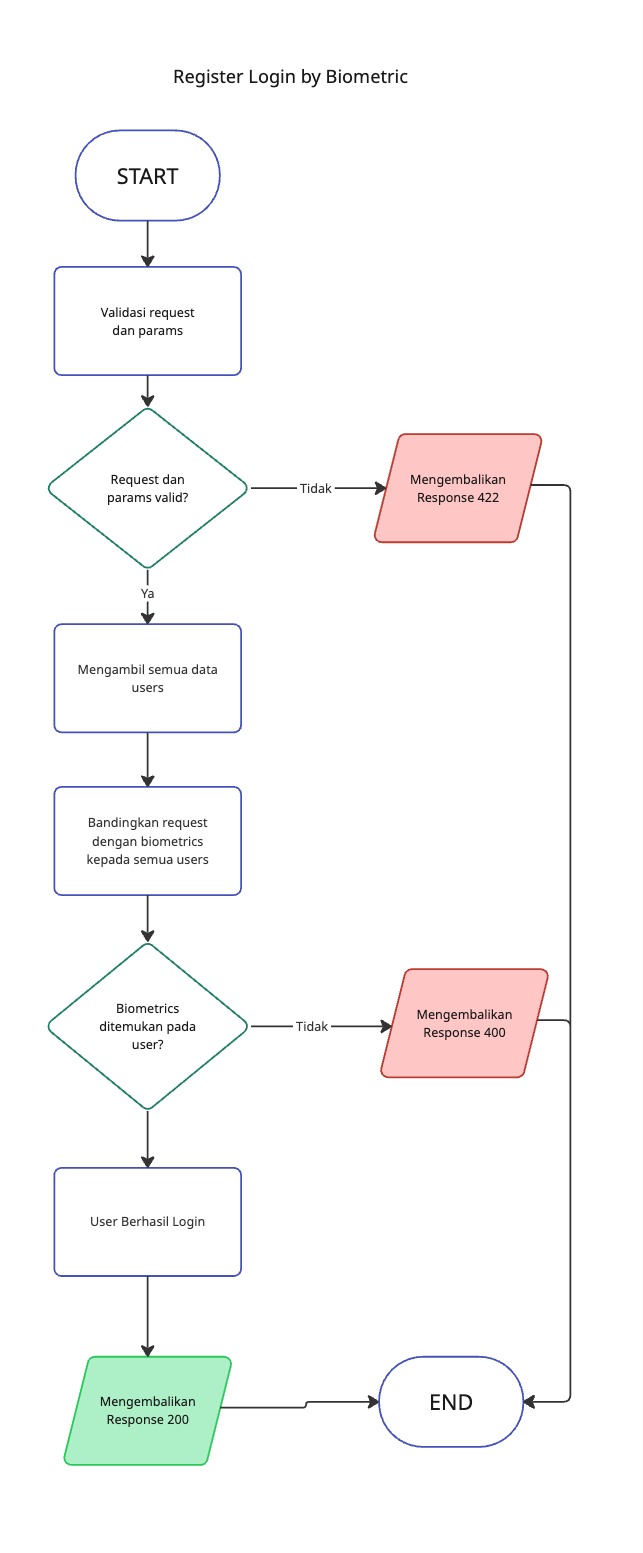 Register Login by Biometric
START
Validasi request
dan params
Request dan
params valid?
Tidak
Mengembalikan
Response 422
Ya
Mengambil semua data
users
Bandingkan request
dengan biometrics
kepada semua users
Biometrics
ditemukan pada
user?
Tidak
Mengembalikan
Response 400
User Berhasil Login
Mengembalikan
Response 200
END